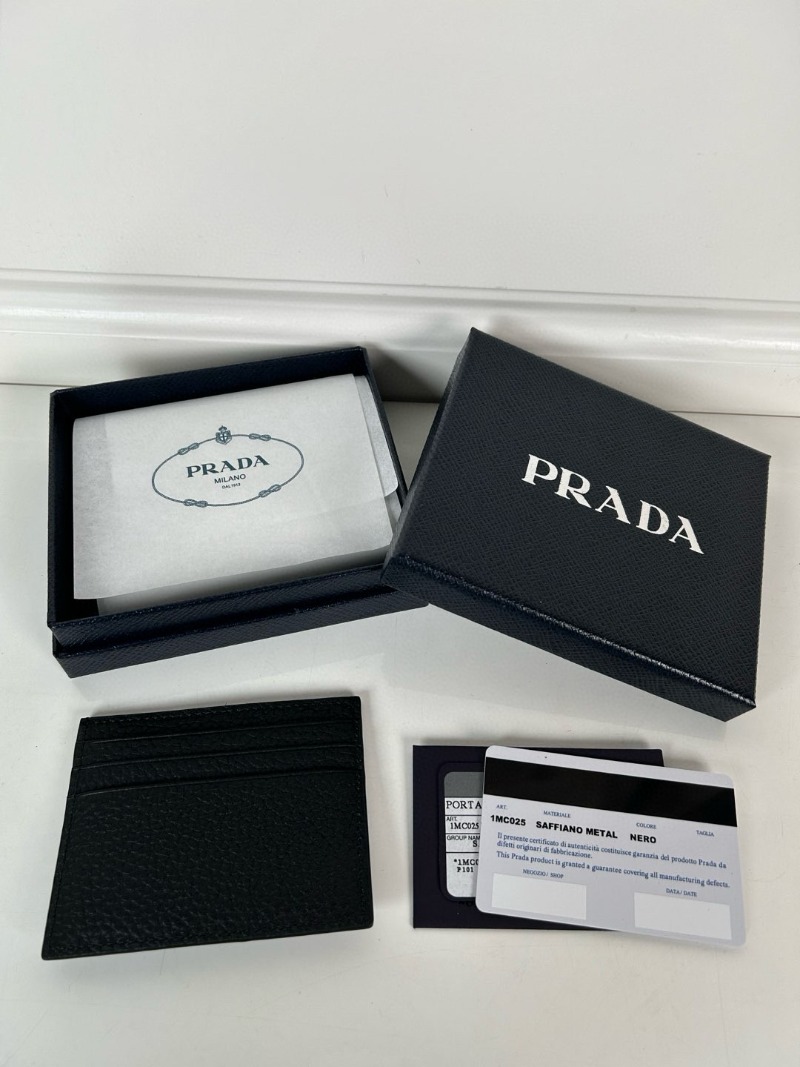 PRADA
MILANO
DAL 1913
PRADA
PORTA
ART.
1MC025
GROUP NAM
S
*1MC0
P101
ART.
MATERIALE
COLORE
TAGLIA
1MC025 SAFFIANO METAL NERO
Il presente certificato di autenticità costituisce garanzia del prodotto Prada da
difetti originari di fabbricazione.
This Prada product is granted a guarantee covering all manufacturing defects.
NEGOZIO/ SHOP
DATA/ DATE